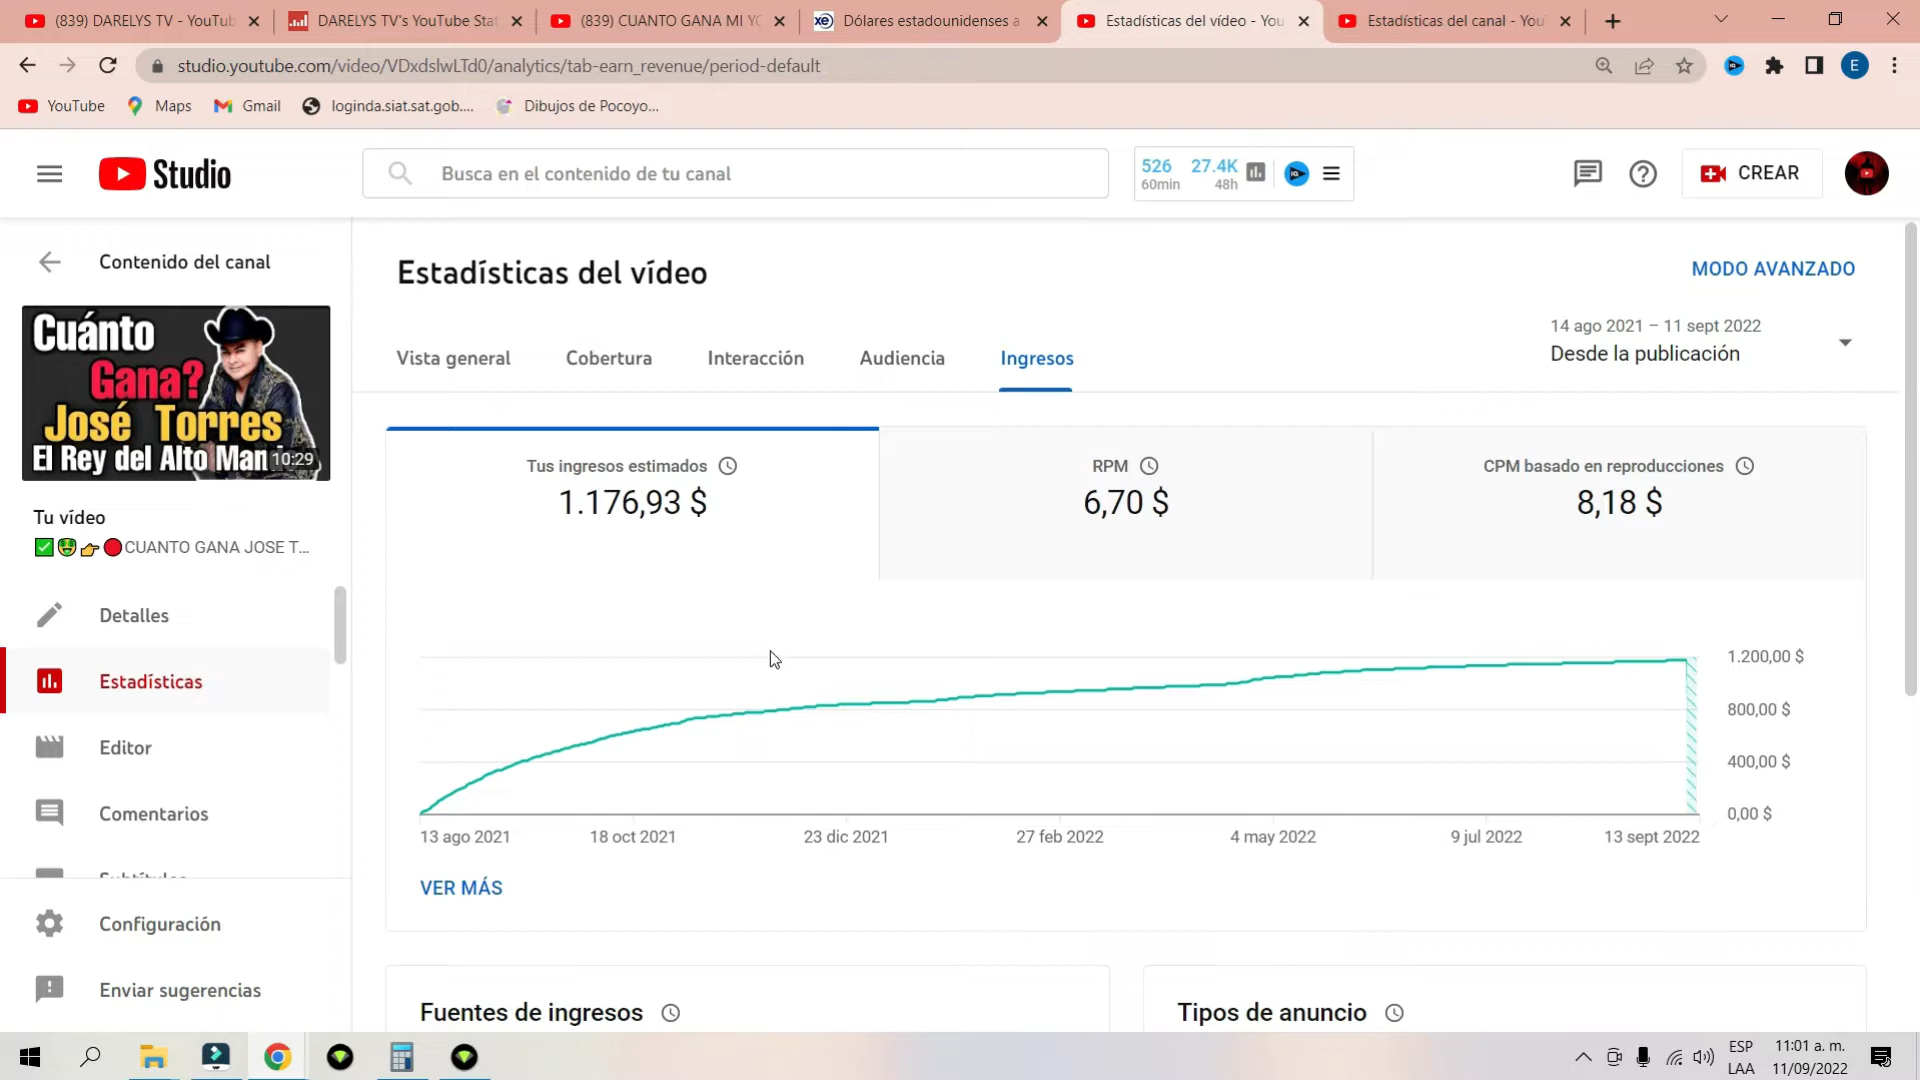 (839) DARELYS TV - YouTub
DARELYS TV's YouTube Stat
(839) CUANTO GANA MI YO
Dólares estadounidenses a
Estadísticas del vídeo - You
Estadísticas del canal - You
studio.youtube.com/video/VDxdslwLTd0/analytics/tab-earn_revenue/period-default
E
YouTube
Maps
Gmail
loginda.siat.sat.gob....
Dibujos de Pocoyo...
Studio
Busca en el contenido de tu canal
526
60min
27.4K
48h
CREAR
Contenido del canal
Cuánto
Gana?
José Torres
El Rey del Alto Man
10:29
Tu vídeo
CUANTO GANA JOSE T...
Detalles
Estadísticas
Editor
Comentarios
Subtítulos
Configuración
Enviar sugerencias
Estadísticas del vídeo
MODO AVANZADO
14 ago 2021 – 11 sept 2022
Desde la publicación
Vista general
Cobertura
Interacción
Audiencia
Ingresos
Tus ingresos estimados
1.176,93 $
RPM
6,70 $
CPM basado en reproducciones
8,18 $
1.200,00 $
800,00 $
400,00 $
0,00 $
13 ago 2021
18 oct 2021
23 dic 2021
27 feb 2022
4 may 2022
9 jul 2022
13 sept 2022
VER MÁS
Fuentes de ingresos
Tipos de anuncio
ESP
LAA
11:01 a. m.
11/09/2022